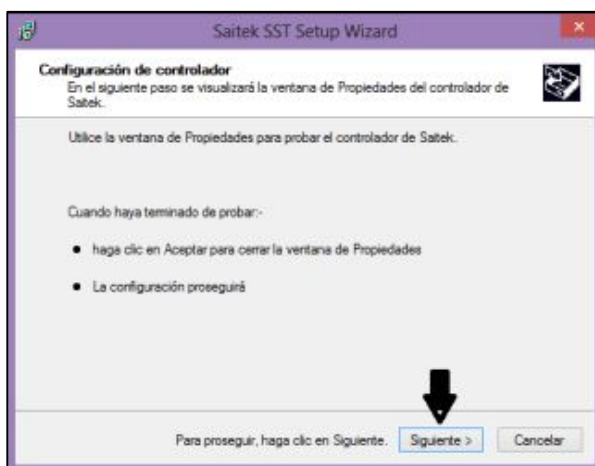 Saitek SST Setup Wizard
Configuración de controlador
En el siguiente paso se visualizará la ventana de Propiedades del controlador de
Saitek.
Utilice la ventana de Propiedades para probar el controlador de Saitek.
Cuando haya terminado de probar:-
● haga clic en Aceptar para cerrar la ventana de Propiedades
● La configuración proseguirá
Para proseguir, haga clic en Siguiente. Siguiente > Cancelar